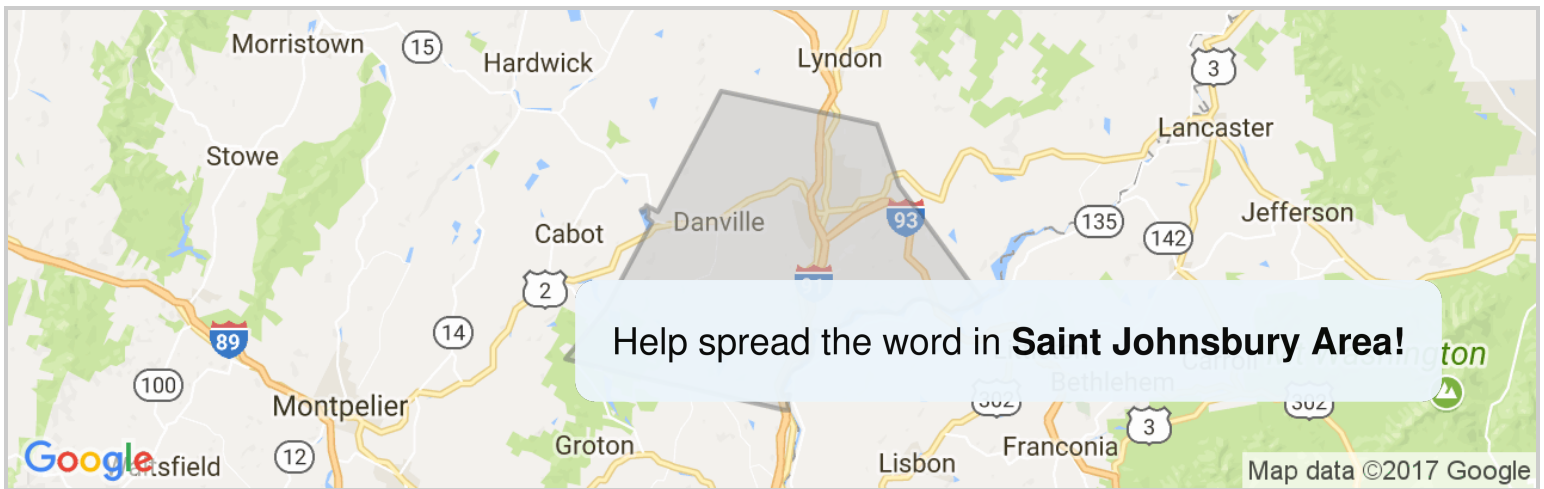 Morristown
15
Hardwick
Lyndon
3
Lancaster
Stowe
Danville
93
135
Jefferson
142
Cabot
2
89
14
Help spread the word in Saint Johnsbury Area!
ton
100
Bethlehem
302
302
Montpelier
3
Groton
Franconia
12
Lisbon
Google
Waitsfield
Map data ©2017 Google